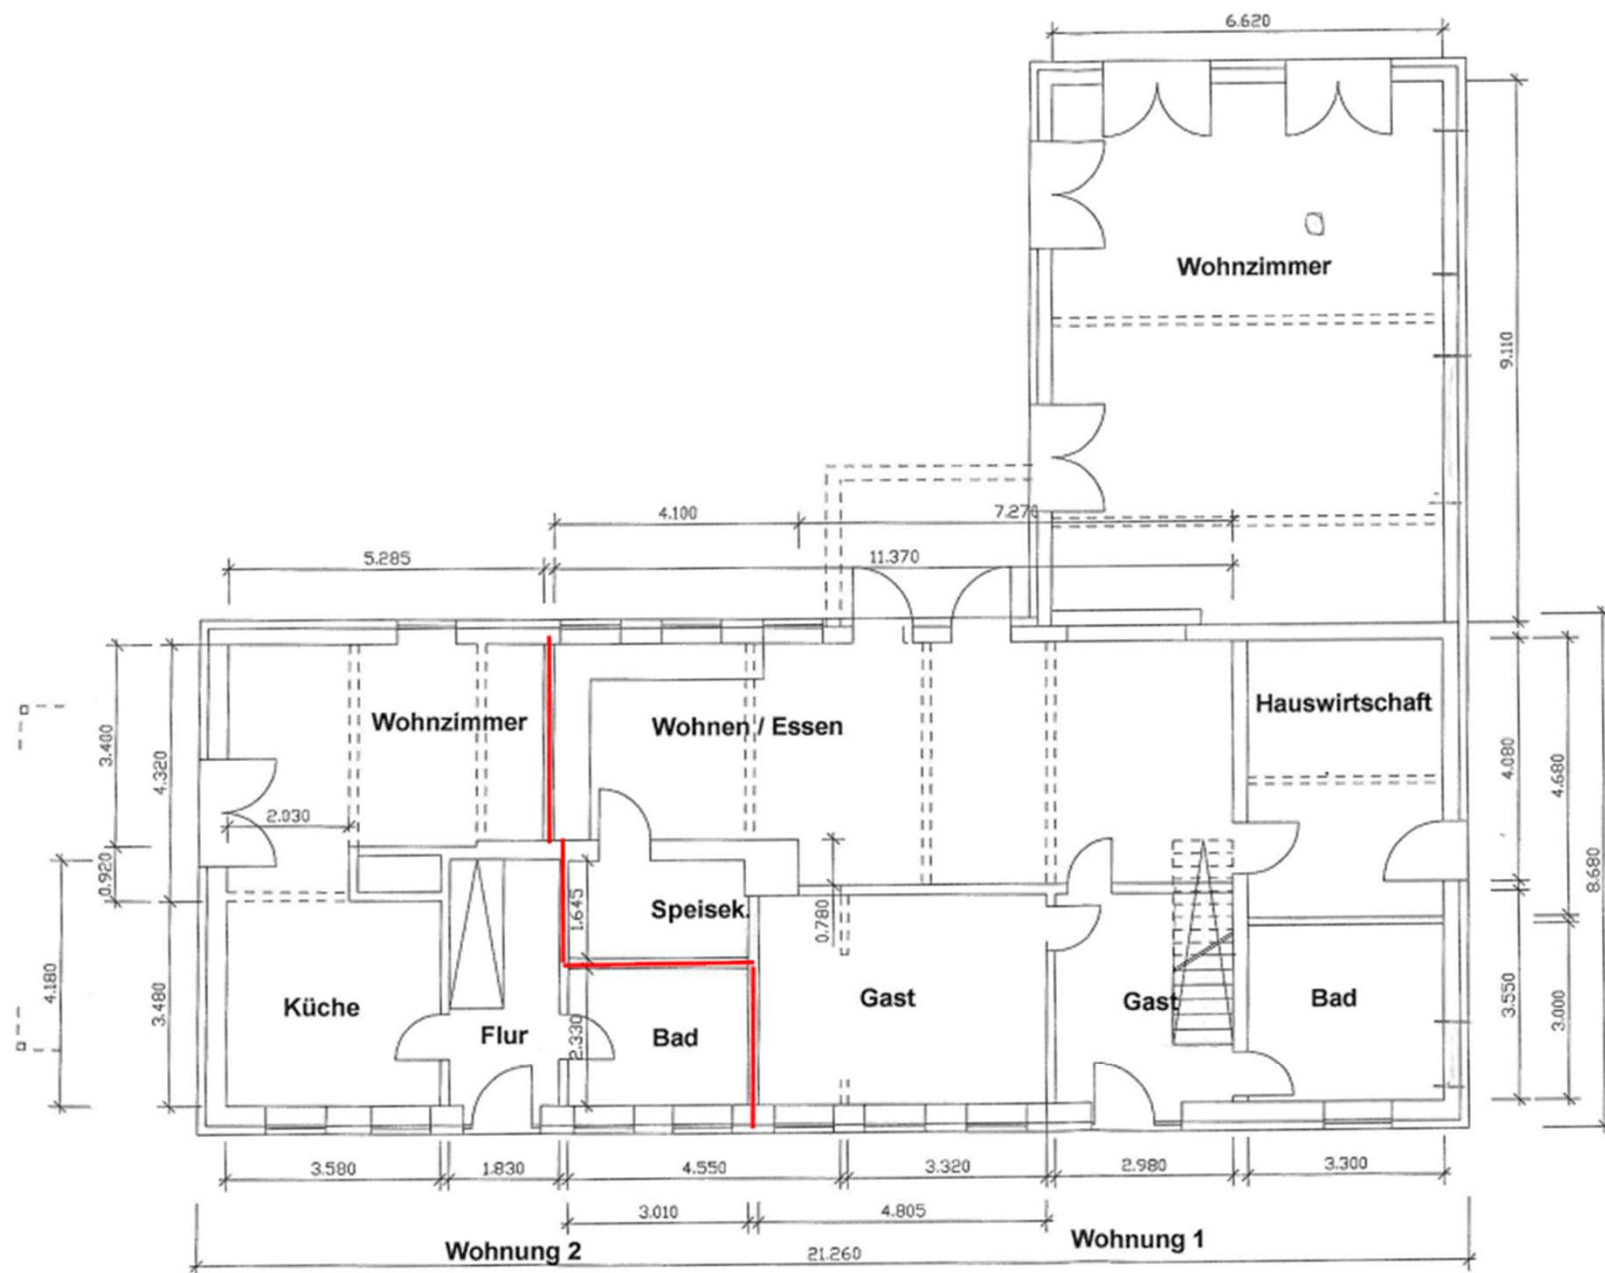 6.620
Wohnzimmer
9.110
4.100
7.270
5.285
11.370
Wohnzimmer
Wohnen / Essen
Hauswirtschaft
3.400
4.320
2.030
0.920
4.080
4.680
8.680
Speisek.
1.645
0.780
4.180
3.480
Küche
Flur
2.330
Bad
Gast
Gast
Bad
3.550
3.000
3.580
1.830
4.550
3.320
2.980
3.300
3.010
4.805
Wohnung 2
21.260
Wohnung 1